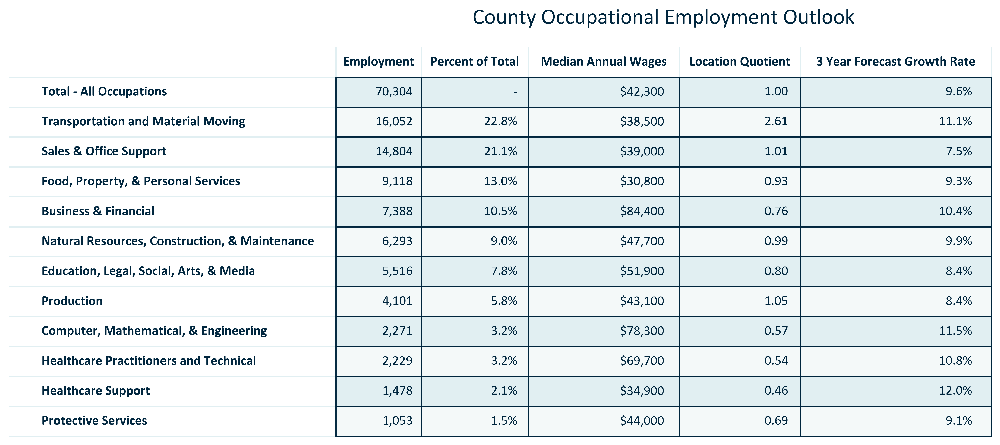 County Occupational Employment Outlook
Employment Percent of Total Median Annual Wages Location Quotient 3 Year Forecast Growth Rate
Total - All Occupations 70,304 - $42,300 1.00 9.6%
Transportation and Material Moving 16,052 22.8% $38,500 2.61 11.1%
Sales & Office Support 14,804 21.1% $39,000 1.01 7.5%
Food, Property, & Personal Services 9,118 13.0% $30,800 0.93 9.3%
Business & Financial 7,388 10.5% $84,400 0.76 10.4%
Natural Resources, Construction, & Maintenance 6,293 9.0% $47,700 0.99 9.9%
Education, Legal, Social, Arts, & Media 5,516 7.8% $51,900 0.80 8.4%
Production 4,101 5.8% $43,100 1.05 8.4%
Computer, Mathematical, & Engineering 2,271 3.2% $78,300 0.57 11.5%
Healthcare Practitioners and Technical 2,229 3.2% $69,700 0.54 10.8%
Healthcare Support 1,478 2.1% $34,900 0.46 12.0%
Protective Services 1,053 1.5% $44,000 0.69 9.1%